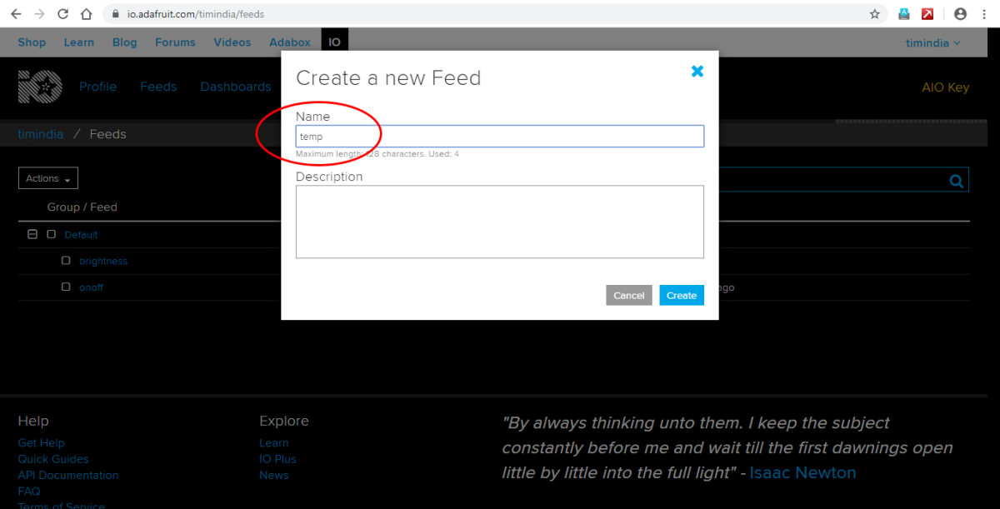 io.adafruit.com/timindia/feeds
Shop Learn Blog Forums Videos Adabox IO timindia
Profile Feeds Dashboards AIO Key
timindia / Feeds
Create a new Feed
Name
temp
Maximum length: 128 characters. Used: 4
Description
Cancel Create
Actions
Group / Feed
Default
brightness
onoff ago
Help
Get Help
Quick Guides
API Documentation
FAQ
Terms of Service
Explore
Learn
IO Plus
News
"By always thinking unto them. I keep the subject
constantly before me and wait till the first dawnings open
little by little into the full light" - Isaac Newton